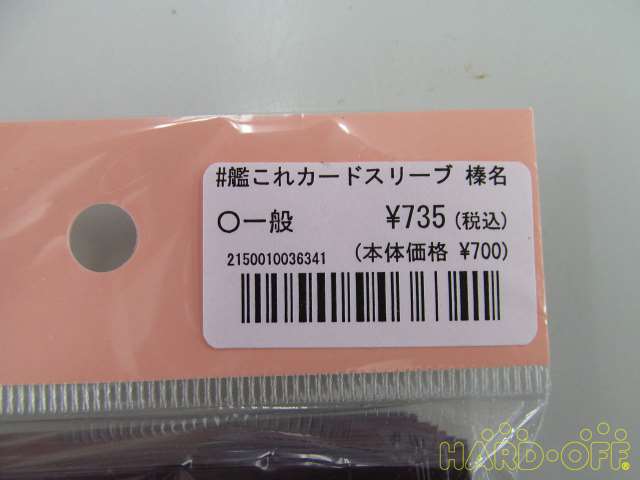 #艦これカードスリーブ 榛名
○一般 ¥735(税込)
2150010036341 (本体価格 ¥700)
HARD-OFF